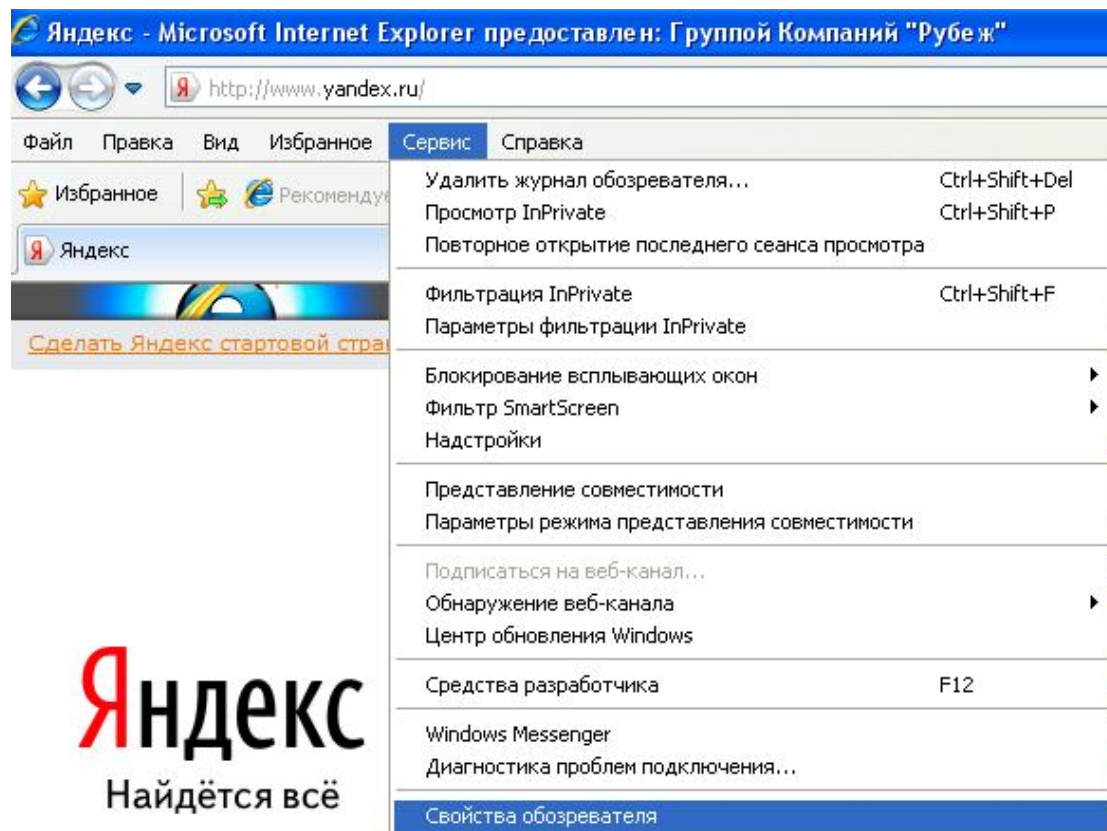 Яндекс - Microsoft Internet Explorer предоставлен: Группой Компаний "Рубеж"
Я http://www.yandex.ru/
Файл Правка Вид Избранное Сервис Справка
Избранное
Я Яндекс
Сделать Яндекс стартовой
Удалить журнал обозревателя... Ctrl+Shift+Del
Просмотр InPrivate Ctrl+Shift+P
Повторное открытие последнего сеанса просмотра
Фильтрация InPrivate Ctrl+Shift+F
Параметры фильтрации InPrivate
Блокирование всплывающих окон
Фильтр SmartScreen
Надстройки
Представление совместимости
Параметры режима представления совместимости
Подписаться на веб-канал...
Обнаружение веб-канала
Центр обновления Windows
Средства разработчика F12
Windows Messenger
Диагностика проблем подключения...
Свойства обозревателя
Яндекс
Найдётся всё